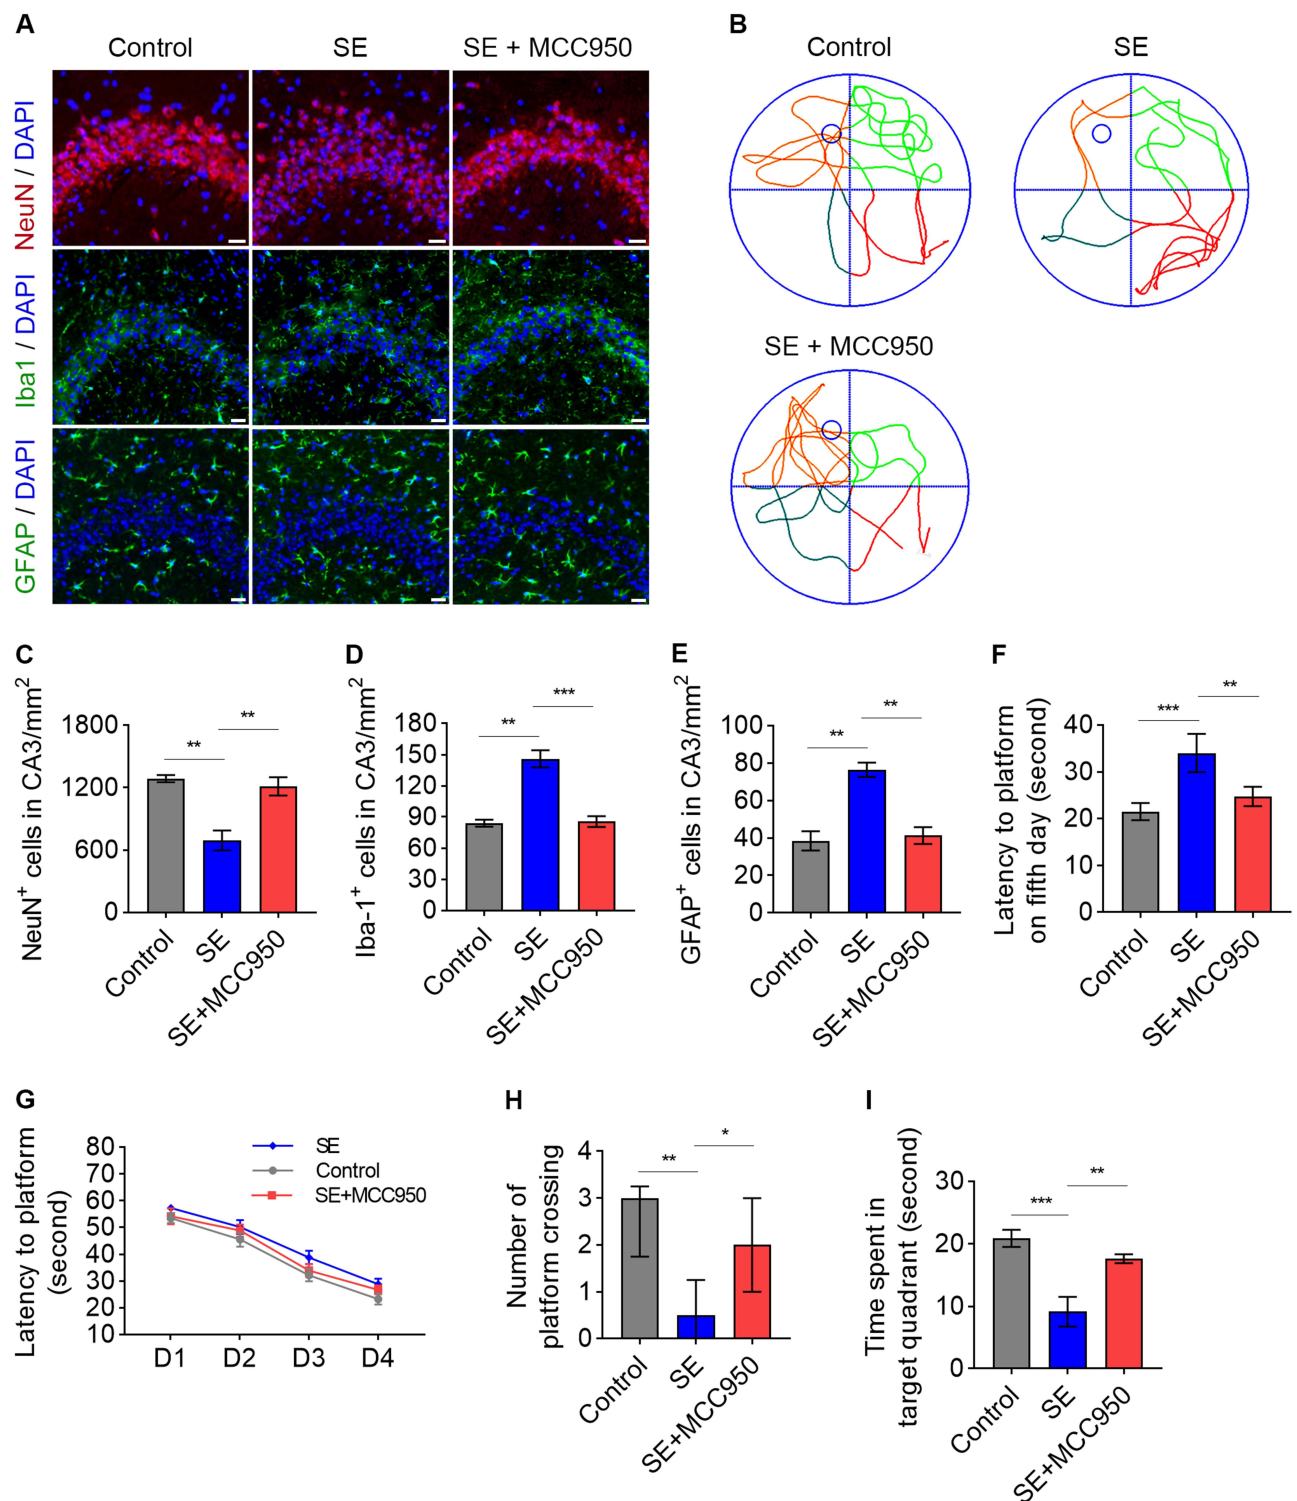 A
Control
SE
SE + MCC950
NeuN / DAPI
Iba1 / DAPI
GFAP / DAPI
B
Control
SE
SE + MCC950
C
NeuN+ cells in CA3/mm2
1800
1200
600
0
**
**
Control
SE
SE+MCC950
D
Iba-1+ cells in CA3/mm2
180
150
120
90
60
30
0
**
***
Control
SE
SE+MCC950
E
GFAP+ cells in CA3/mm2
100
80
60
40
20
0
**
**
Control
SE
SE+MCC950
F
Latency to platform
on fifth day (second)
40
30
20
10
0
***
**
Control
SE
SE+MCC950
G
Latency to platform
(second)
80
70
60
50
40
30
20
10
SE
Control
SE+MCC950
D1 D2 D3 D4
H
Number of
platform crossing
4
3
2
1
0
**
*
Control
SE
SE+MCC950
I
Time spent in
target quadrant (second)
30
20
10
0
***
**
Control
SE
SE+MCC950